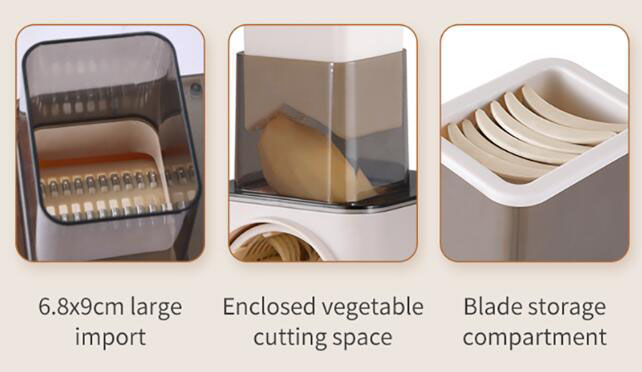 6.8x9cm large
import
Enclosed vegetable
cutting space
Blade storage
compartment